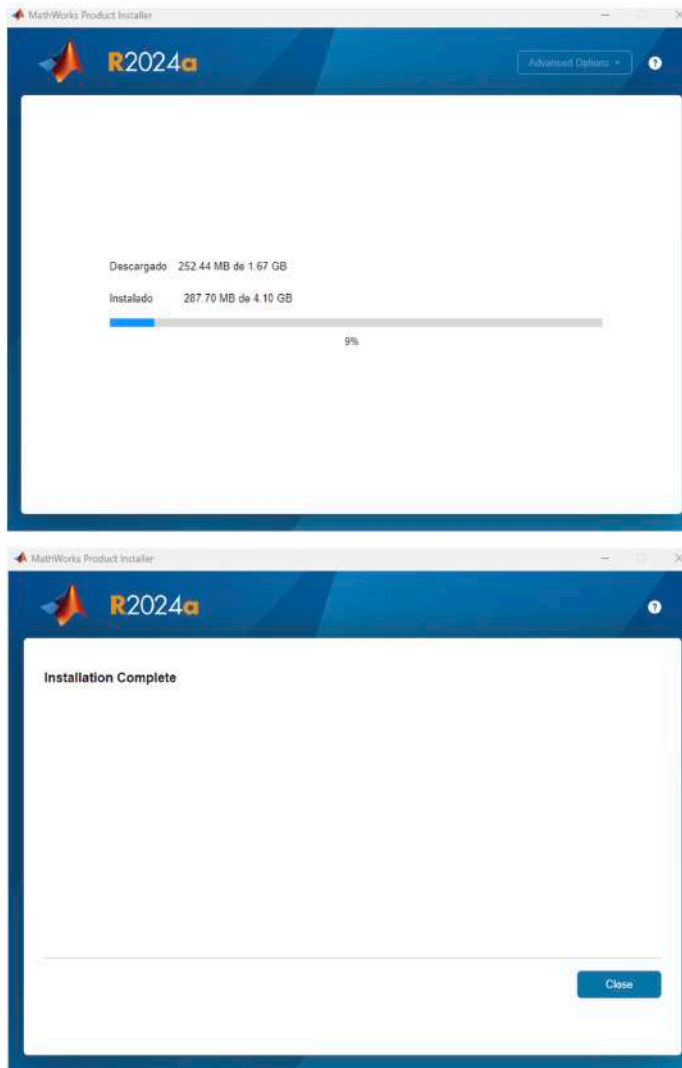 MathWorks Product Installer
R2024a
Advanced Options
?
Descargado 252.44 MB de 1.67 GB
Instalado 287.70 MB de 4.10 GB
9%
MathWorks Product Installer
R2024a
?
Installation Complete
Close